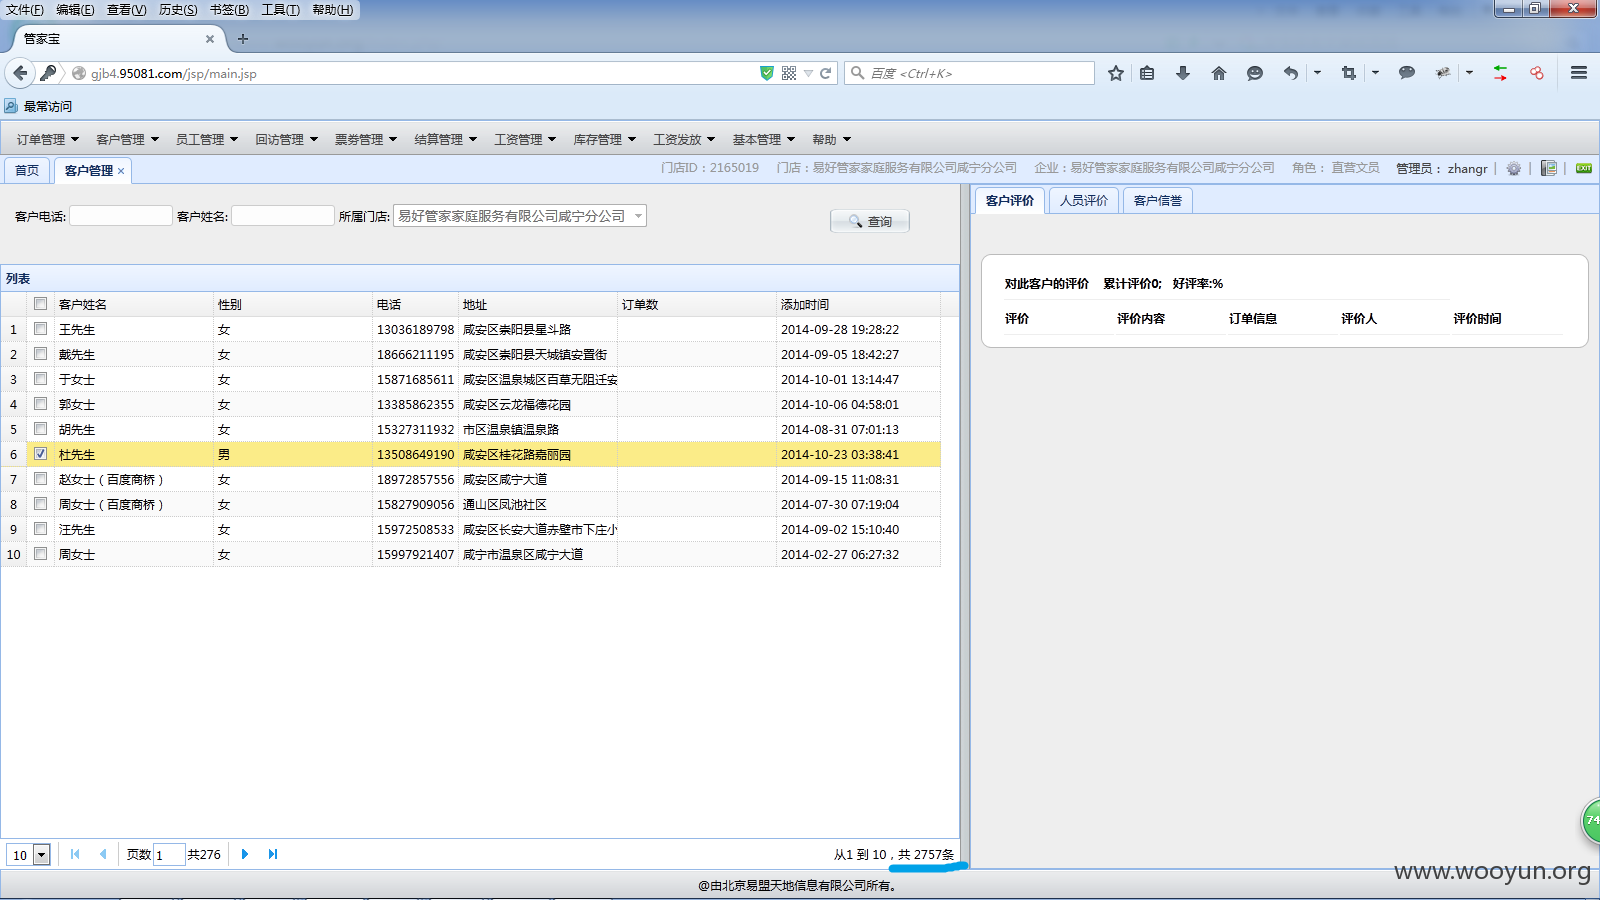 文件(F) 编辑(E) 查看(V) 历史(S) 书签(B) 工具(T) 帮助(H)
管家宝
gjb4.95081.com/jsp/main.jsp 百度 <Ctrl+K>
最常访问
订单管理 客户管理 员工管理 回访管理 票券管理 结算管理 工资管理 库存管理 工资发放 基本管理 帮助
首页 客户管理 门店ID：2165019 门店：易好管家家庭服务有限公司咸宁分公司 企业：易好管家家庭服务有限公司咸宁分公司 角色： 直营文员 管理员： zhangr EXIT
客户电话: 客户姓名: 所属门店: 易好管家家庭服务有限公司咸宁分公司 查询
客户评价 人员评价 客户信誉
对此客户的评价 累计评价0; 好评率:%
评价 评价内容 订单信息 评价人 评价时间
列表
客户姓名 性别 电话 地址 订单数 添加时间
1 王先生 女 13036189798 咸安区崇阳县星斗路 2014-09-28 19:28:22
2 戴先生 女 18666211195 咸安区崇阳县天城镇安置街 2014-09-05 18:42:27
3 于女士 女 15871685611 咸安区温泉城区百草无阻迁安 2014-10-01 13:14:47
4 郭女士 女 13385862355 咸安区云龙福德花园 2014-10-06 04:58:01
5 胡先生 女 15327311932 市区温泉镇温泉路 2014-08-31 07:01:13
6 杜先生 男 13508649190 咸安区桂花路嘉丽园 2014-10-23 03:38:41
7 赵女士（百度商桥） 女 18972857556 咸安区咸宁大道 2014-09-15 11:08:31
8 周女士（百度商桥） 女 15827909056 通山区凤池社区 2014-07-30 07:19:04
9 汪先生 女 15972508533 咸安区长安大道赤壁市下庄小 2014-09-02 15:10:40
10 周女士 女 15997921407 咸宁市温泉区咸宁大道 2014-02-27 06:27:32
74
10 页数 1 共276 从1 到 10，共 2757条
www.wooyun.org
@由北京易盟天地信息有限公司所有。